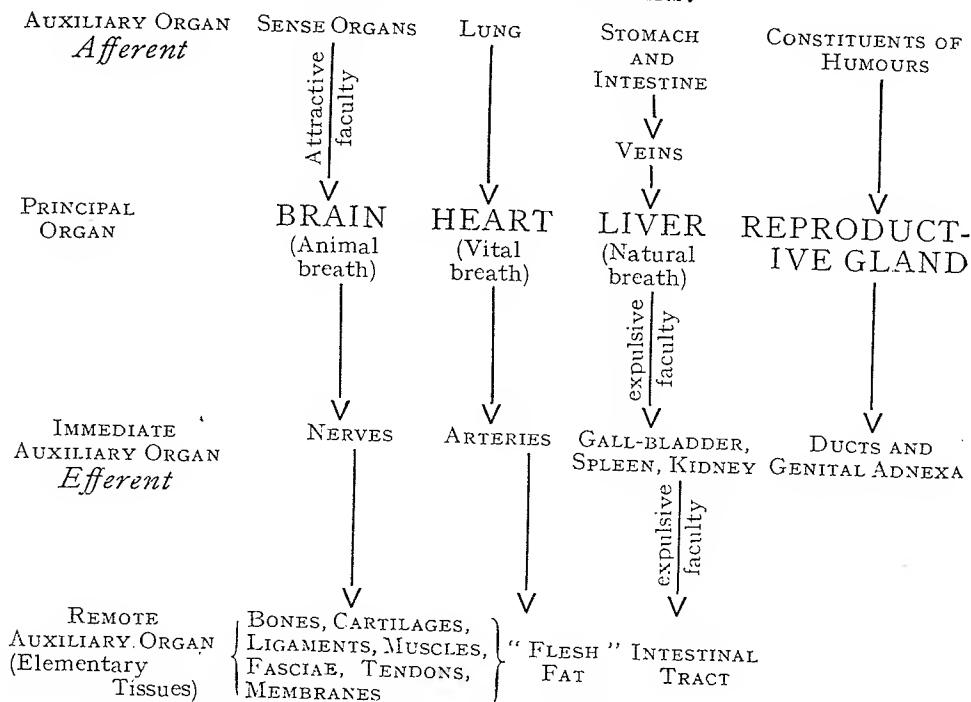 AUXILIARY ORGAN
Afferent
SENSE ORGANS
LUNG
STOMACH
AND
INTESTINE
CONSTITUENTS OF
HUMOURS
Attractive
faculty
VEINS
PRINCIPAL
ORGAN
BRAIN
(Animal
breath)
HEART
(Vital
breath)
LIVER
(Natural
breath)
REPRODUCT-
IVE GLAND
expulsive
faculty
IMMEDIATE
AUXILIARY ORGAN
Efferent
NERVES
ARTERIES
GALL-BLADDER,
SPLEEN, KIDNEY
DUCTS AND
GENITAL ADNEXA
expulsive
faculty
REMOTE
AUXILIARY ORGAN
(Elementary
Tissues)
BONES, CARTILAGES,
LIGAMENTS, MUSCLES,
FASCIAE, TENDONS,
MEMBRANES
"FLESH"
FAT
INTESTINAL
TRACT